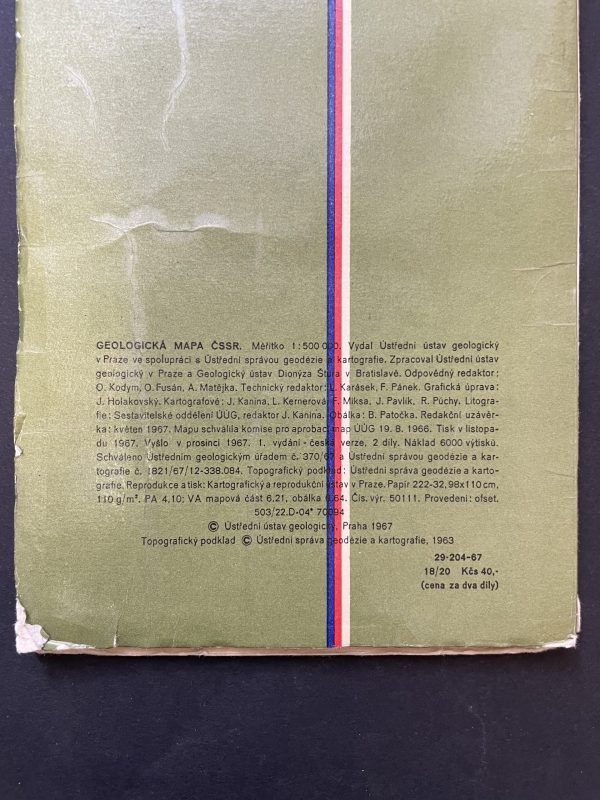 GEOLOGICKÁ MAPA ČSSR. Měřítko 1 : 500 000. Vydal Ústřední ústav geologický
v Praze ve spolupráci s Ústřední správou geodézie a kartografie. Zpracoval Ústřední ústav
geologický v Praze a Geologický ústav Dionýza Štúra v Bratislavě. Odpovědný redaktor :
O. Kodym, O. Fusán, A. Matějka. Technický redaktor : L. Karásek, F. Pánek. Grafická úprava :
J. Holakovský. Kartografové : J. Kanina, L. Kernerová, F. Miksa, J. Pavlík, R. Púchy. Litogra-
fie : Sestavitelské oddělení ÚÚG, redaktor J. Kanina. Obálka : B. Patočka. Redakční uzávěr-
ka : květen 1967. Mapu schválila komise pro aprobac. map ÚÚG 19. 8. 1966. Tisk v listopa-
du 1967. Vyšlo v prosinci 1967. 1. vydání - česká verze, 2 díly. Náklad 6000 výtisků.
Schváleno Ústředním geologickým úřadem č. 370/67 a Ústřední správou geodézie a kar-
tografie č. 1821/67/12-338.084. Topografický podklad : Ústřední správa geodézie a karto-
grafie. Reprodukce a tisk : Kartografický a reprodukční ústav v Praze. Papír 222-32, 98x110 cm,
110 g/m². PA 4,10; VA mapová část 6.21, obálka 6.64. Čís. výr. 50111. Provedení : ofset.
503/22.D-04* 70094
© Ústřední ústav geologický, Praha 1967
Topografický podklad © Ústřední správa geodézie a kartografie, 1963
29-204-67
18/20 Kčs 40,-
(cena za dva díly)